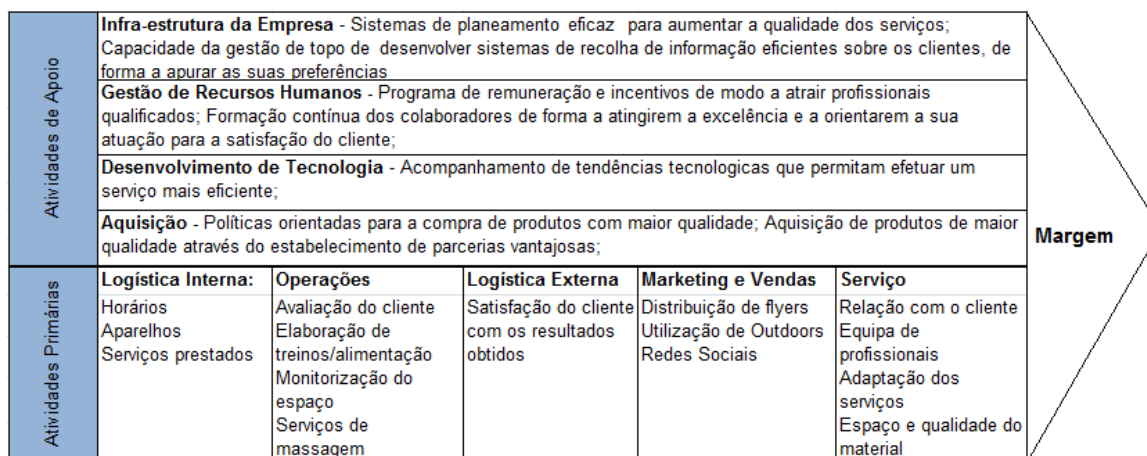 Infra-estrutura da Empresa - Sistemas de planeamento eficaz para aumentar a qualidade dos serviços;
Capacidade da gestão de topo de desenvolver sistemas de recolha de informação eficientes sobre os clientes, de
forma a apurar as suas preferências
Gestão de Recursos Humanos - Programa de remuneração e incentivos de modo a atrair profissionais
qualificados; Formação contínua dos colaboradores de forma a atingirem a excelência e a orientarem a sua
atuação para a satisfação do cliente;
Desenvolvimento de Tecnologia - Acompanhamento de tendências tecnologicas que permitam efetuar um
serviço mais eficiente;
Aquisição - Políticas orientadas para a compra de produtos com maior qualidade; Aquisição de produtos de maior
qualidade através do estabelecimento de parcerias vantajosas;
Atividades de Apoio
Margem
Atividades Primárias
Logística Interna:
Horários
Aparelhos
Serviços prestados
Operações
Avaliação do cliente
Elaboração de
treinos/alimentação
Monitorização do
espaço
Serviços de
massagem
Logística Externa
Satisfação do cliente
com os resultados
obtidos
Marketing e Vendas
Distribuição de flyers
Utilização de Outdoors
Redes Sociais
Serviço
Relação com o cliente
Equipa de
profissionais
Adaptação dos
serviços
Espaço e qualidade do
material